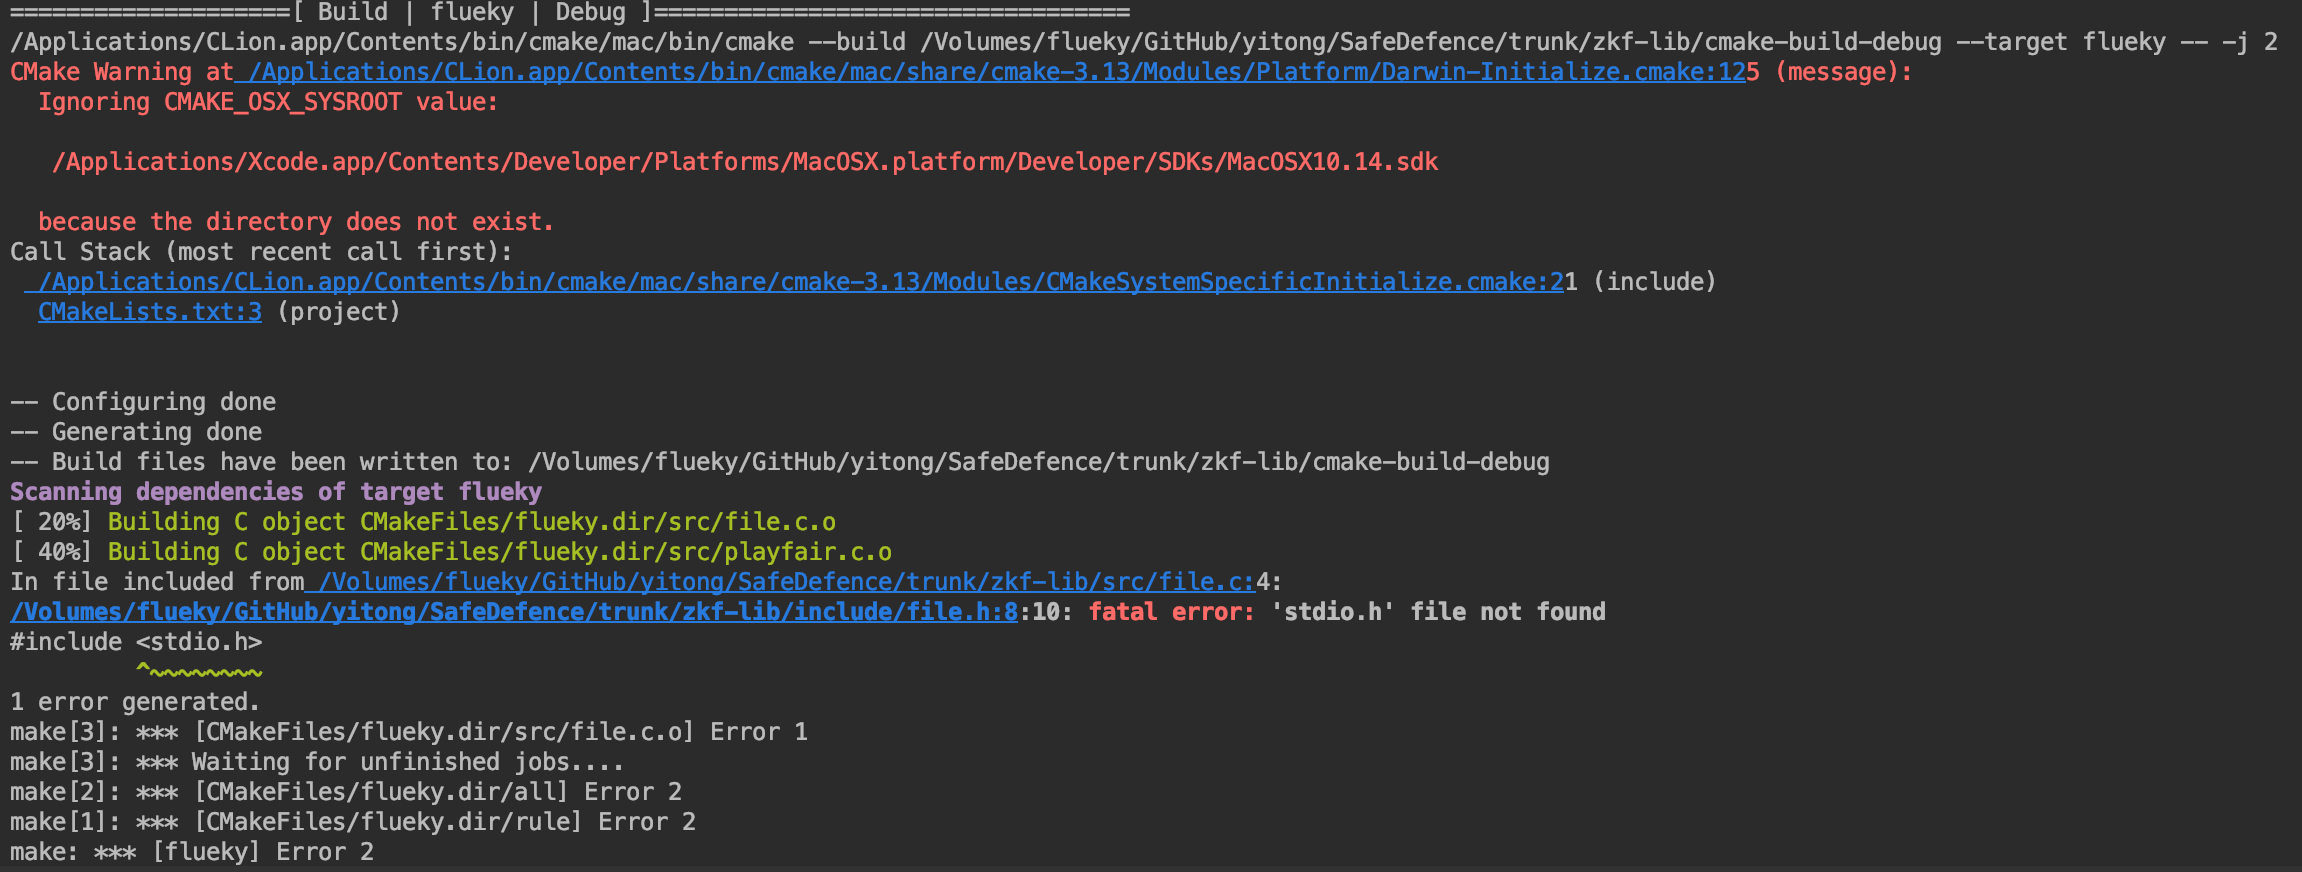 ====================[ Build | flueky | Debug ]==================================
/Applications/CLion.app/Contents/bin/cmake/mac/bin/cmake --build /Volumes/flueky/GitHub/yitong/SafeDefence/trunk/zkf-lib/cmake-build-debug --target flueky -- -j 2
CMake Warning at /Applications/CLion.app/Contents/bin/cmake/mac/share/cmake-3.13/Modules/Platform/Darwin-Initialize.cmake:125 (message):
  Ignoring CMAKE_OSX_SYSROOT value:
   /Applications/Xcode.app/Contents/Developer/Platforms/MacOSX.platform/Developer/SDKs/MacOSX10.14.sdk
  because the directory does not exist.
Call Stack (most recent call first):
  /Applications/CLion.app/Contents/bin/cmake/mac/share/cmake-3.13/Modules/CMakeSystemSpecificInitialize.cmake:21 (include)
  CMakeLists.txt:3 (project)
-- Configuring done
-- Generating done
-- Build files have been written to: /Volumes/flueky/GitHub/yitong/SafeDefence/trunk/zkf-lib/cmake-build-debug
Scanning dependencies of target flueky
[ 20%] Building C object CMakeFiles/flueky.dir/src/file.c.o
[ 40%] Building C object CMakeFiles/flueky.dir/src/playfair.c.o
In file included from /Volumes/flueky/GitHub/yitong/SafeDefence/trunk/zkf-lib/src/file.c:4:
/Volumes/flueky/GitHub/yitong/SafeDefence/trunk/zkf-lib/include/file.h:8:10: fatal error: 'stdio.h' file not found
#include <stdio.h>
         ^~~~~~~~~
1 error generated.
make[3]: *** [CMakeFiles/flueky.dir/src/file.c.o] Error 1
make[3]: *** Waiting for unfinished jobs....
make[2]: *** [CMakeFiles/flueky.dir/all] Error 2
make[1]: *** [CMakeFiles/flueky.dir/rule] Error 2
make: *** [flueky] Error 2